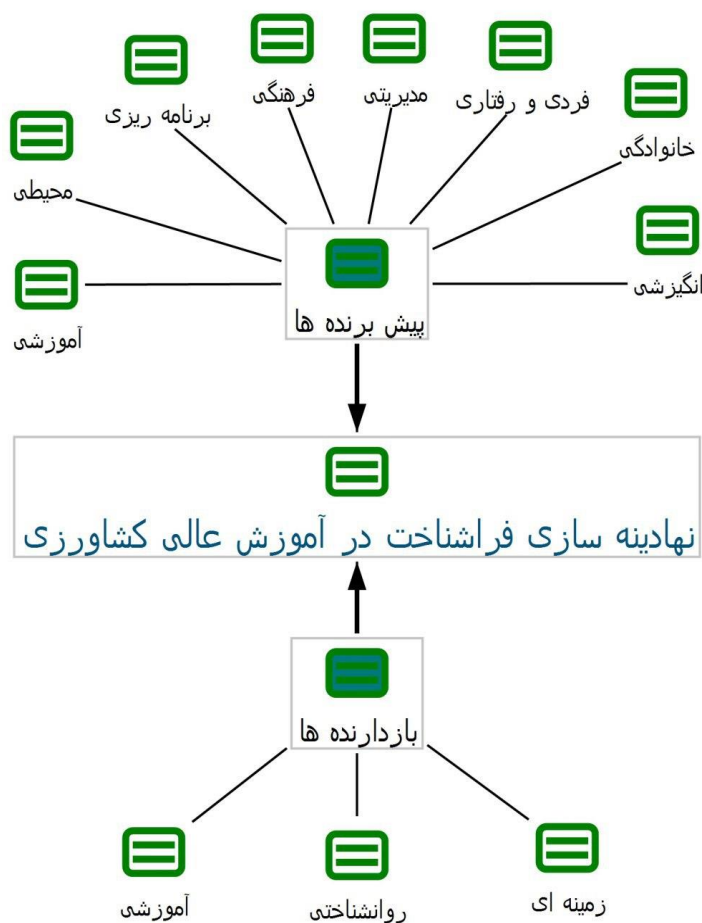 فرهنگی
مدیریتی
فردی و رفتاری
برنامه ریزی
خانوادگی
محیطی
انگیزشی
آموزشی
پیش برنده ها
نهادینه سازی فراشناخت در آموزش عالی کشاورزی
بازدارنده ها
زمینه ای
روانشناختی
آموزشی